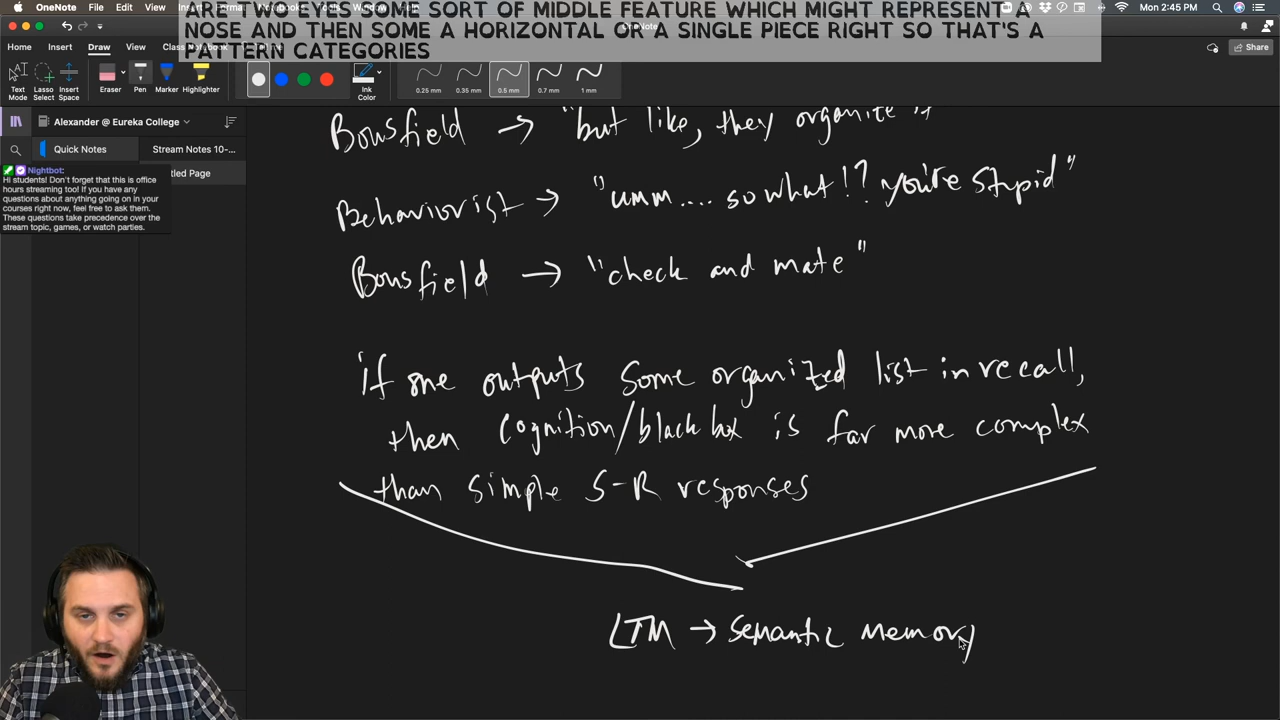 ARE TWO EYES SOME SORT OF MIDDLE FEATURE WHICH MIGHT REPRESENT A
NOSE AND THEN SOME A HORIZONTAL OR A SINGLE PIECE RIGHT SO THAT'S A
PATTERN CATEGORIES
OneNote File Edit View
Mon 2:45 PM
OneNote
Home Insert Draw View Class Notebook
Share
Text Mode
Lasso Select
Insert Space
Eraser
Pen
Marker
Highlighter
Ink Color
0.25 mm
0.35 mm
0.5 mm
0.7 mm
1 mm
Alexander @ Eureka College
Quick Notes
Stream Notes 10-...
tled Page
Nightbot:
Hi students! Don't forget that this is office
hours streaming too! If you have any
questions about anything going on in your
courses right now, feel free to ask them.
These questions take precedence over the
stream topic, games, or watch parties.
Bousfield → "but like, they organize it
Behaviorist → "umm.... so what!? you're stupid"
Bousfield → "check and mate"
if one outputs some organized list in recall,
then cognition/black box is far more complex
than simple S-R responses
LTM → Semantic Memory